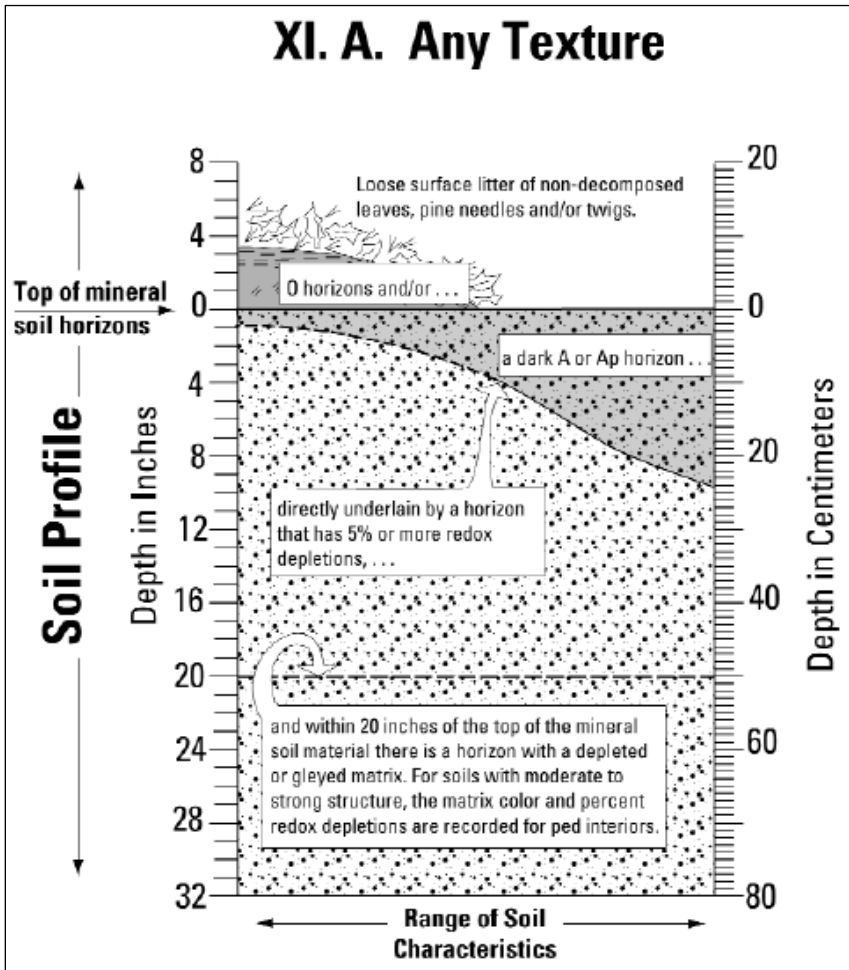 XI. A. Any Texture
8
4
0
4
8
12
16
20
24
28
32
20
0
20
40
60
80
Loose surface litter of non-decomposed
leaves, pine needles and/or twigs.
O horizons and/or . . .
Top of mineral
soil horizons
a dark A or Ap horizon . . .
Soil Profile
Depth in Inches
Depth in Centimeters
directly underlain by a horizon
that has 5% or more redox
depletions, . . .
and within 20 inches of the top of the mineral
soil material there is a horizon with a depleted
or gleyed matrix. For soils with moderate to
strong structure, the matrix color and percent
redox depletions are recorded for ped interiors.
Range of Soil
Characteristics